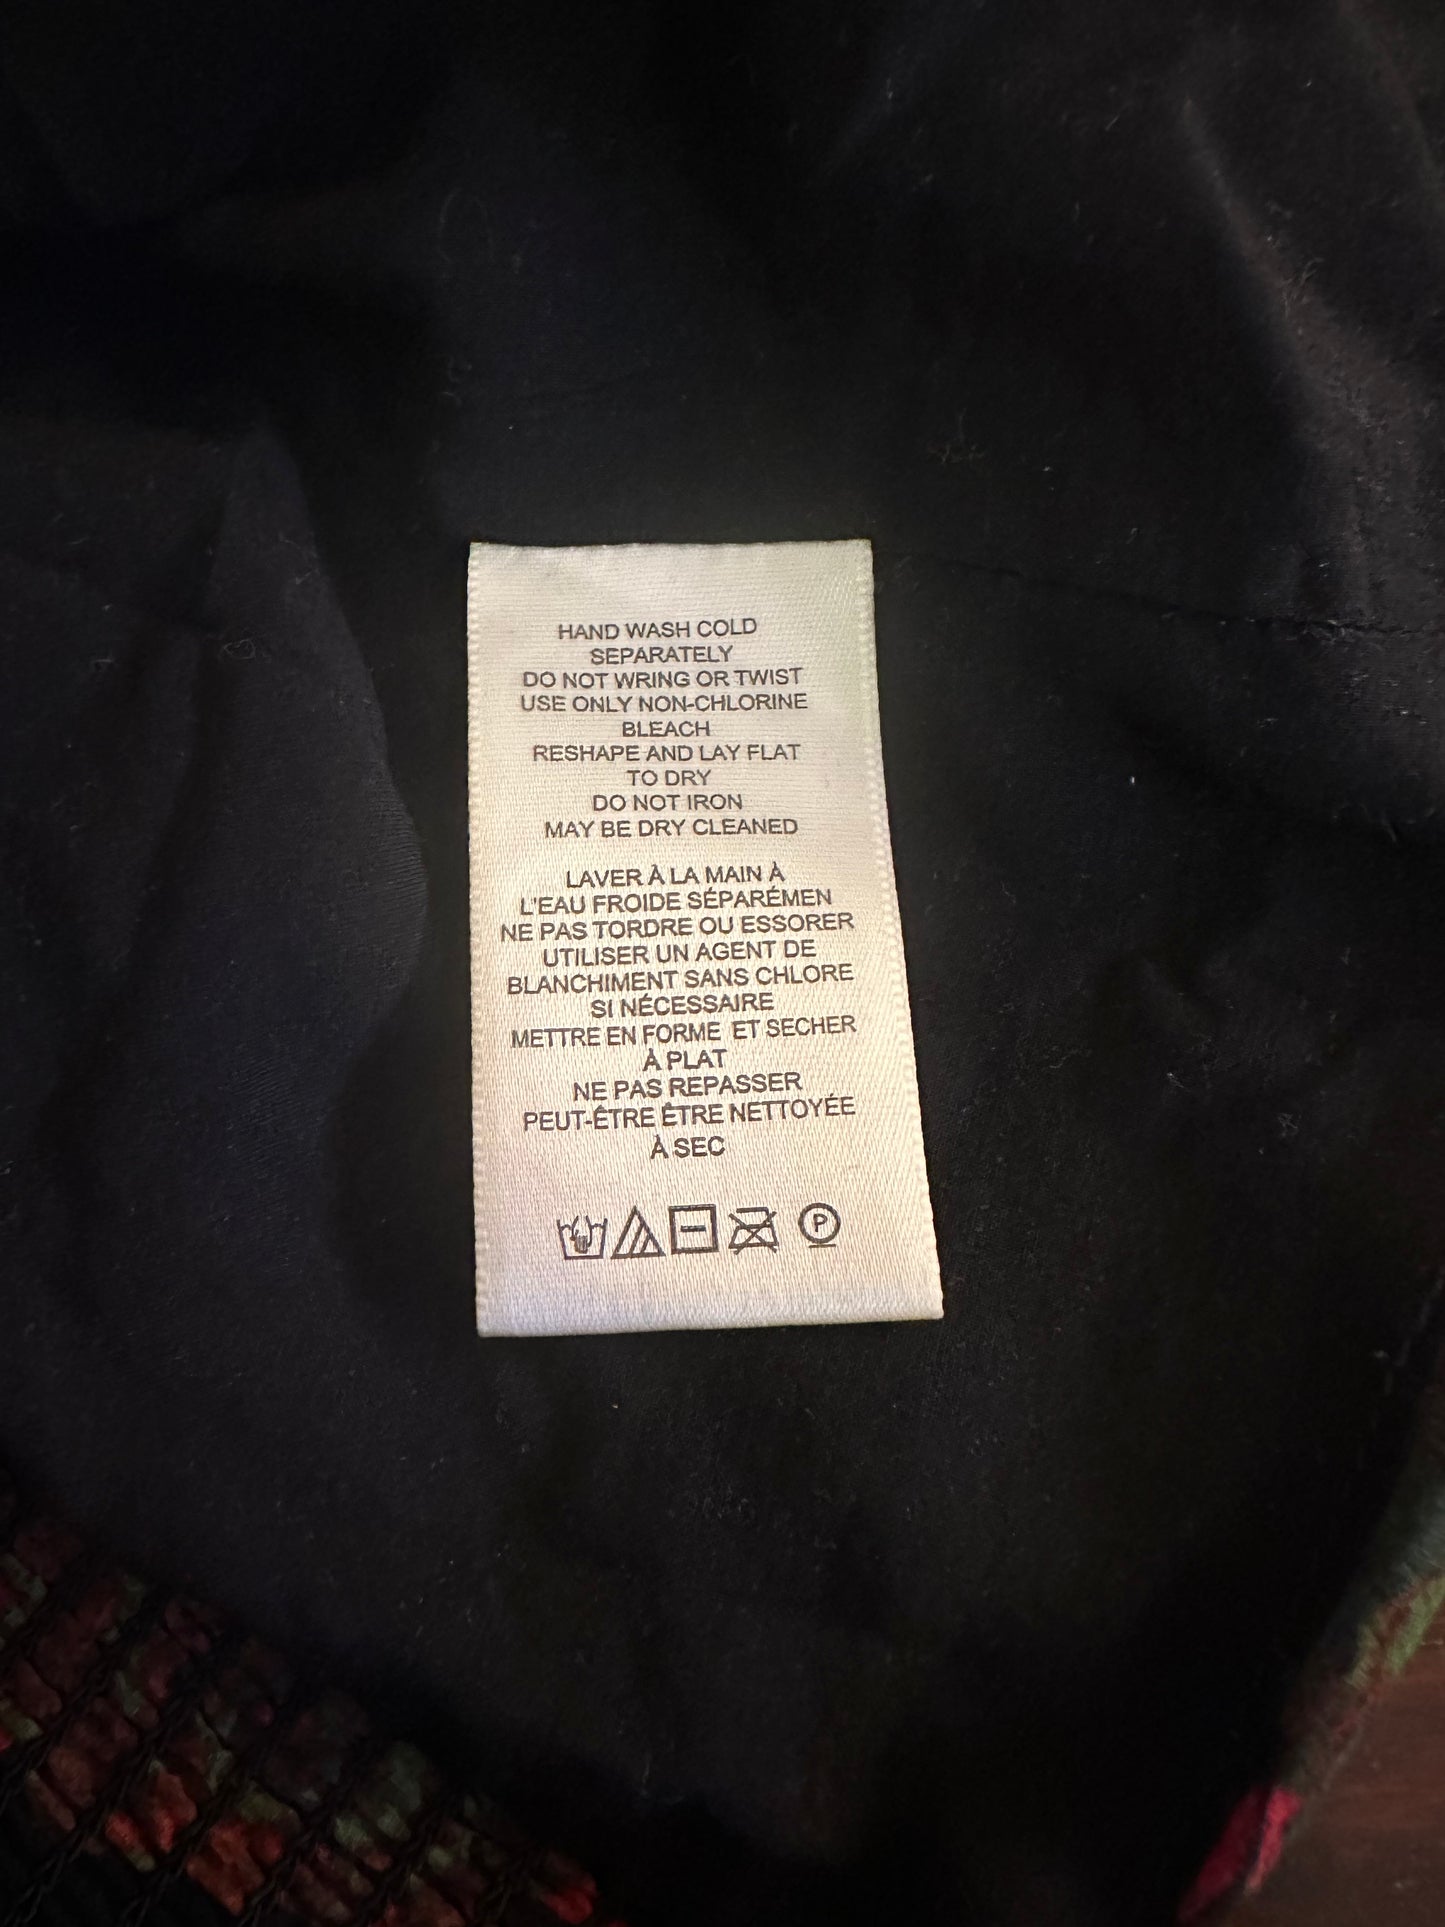 HAND WASH COLD
SEPARATELY
DO NOT WRING OR TWIST
USE ONLY NON-CHLORINE
BLEACH
RESHAPE AND LAY FLAT
TO DRY
DO NOT IRON
MAY BE DRY CLEANED
LAVER À LA MAIN À
L'EAU FROIDE SÉPARÉMEN
NE PAS TORDRE OU ESSORER
UTILISER UN AGENT DE
BLANCHIMENT SANS CHLORE
SI NÉCESSAIRE
METTRE EN FORME ET SECHER
À PLAT
NE PAS REPASSER
PEUT-ÊTRE ÊTRE NETTOYÉE
À SEC
P